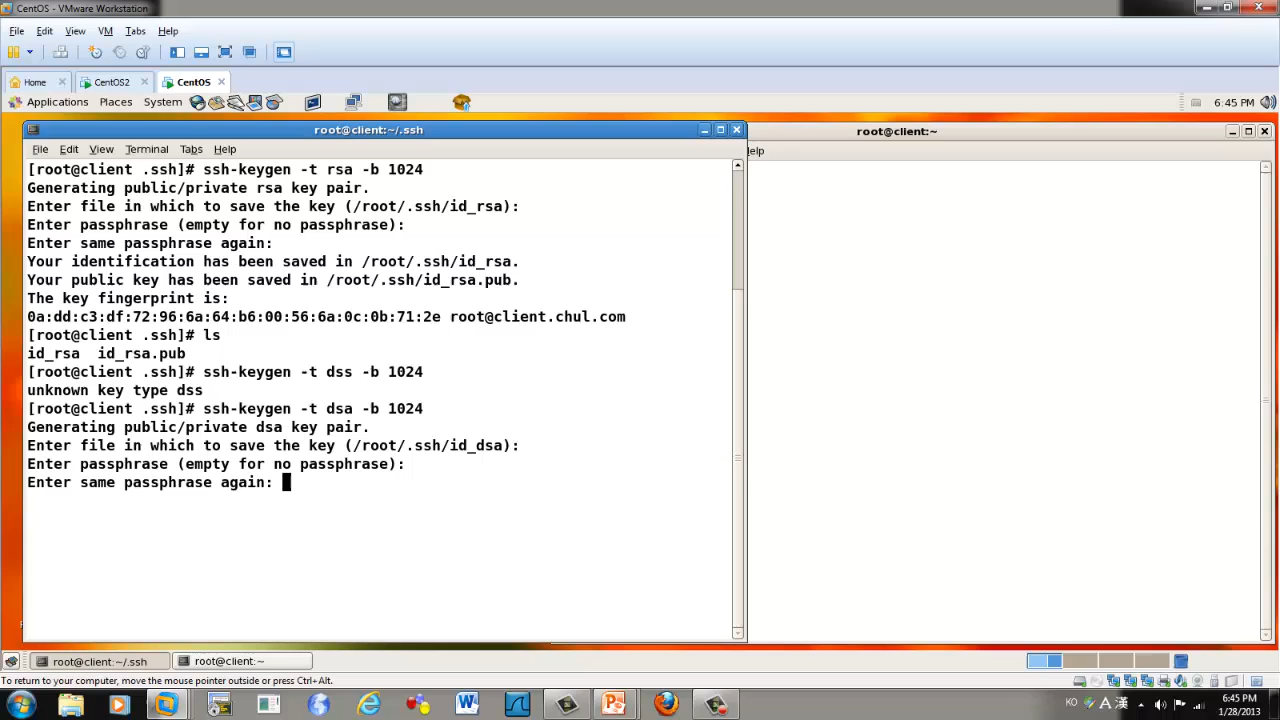 CentOS - VMware Workstation
File Edit View VM Tabs Help
Home CentOS2 CentOS
Applications Places System 6:45 PM
root@client:~/.ssh
root@client:~
File Edit View Terminal Tabs Help
elp
[root@client .ssh]# ssh-keygen -t rsa -b 1024
Generating public/private rsa key pair.
Enter file in which to save the key (/root/.ssh/id_rsa):
Enter passphrase (empty for no passphrase):
Enter same passphrase again:
Your identification has been saved in /root/.ssh/id_rsa.
Your public key has been saved in /root/.ssh/id_rsa.pub.
The key fingerprint is:
0a:dd:c3:df:72:96:6a:64:b6:00:56:6a:0c:0b:71:2e root@client.chul.com
[root@client .ssh]# ls
id_rsa  id_rsa.pub
[root@client .ssh]# ssh-keygen -t dss -b 1024
unknown key type dss
[root@client .ssh]# ssh-keygen -t dsa -b 1024
Generating public/private dsa key pair.
Enter file in which to save the key (/root/.ssh/id_dsa):
Enter passphrase (empty for no passphrase):
Enter same passphrase again:
root@client:~/.ssh root@client:~
To return to your computer, move the mouse pointer outside or press Ctrl+Alt.
KO A 漢 6:45 PM
1/28/2013